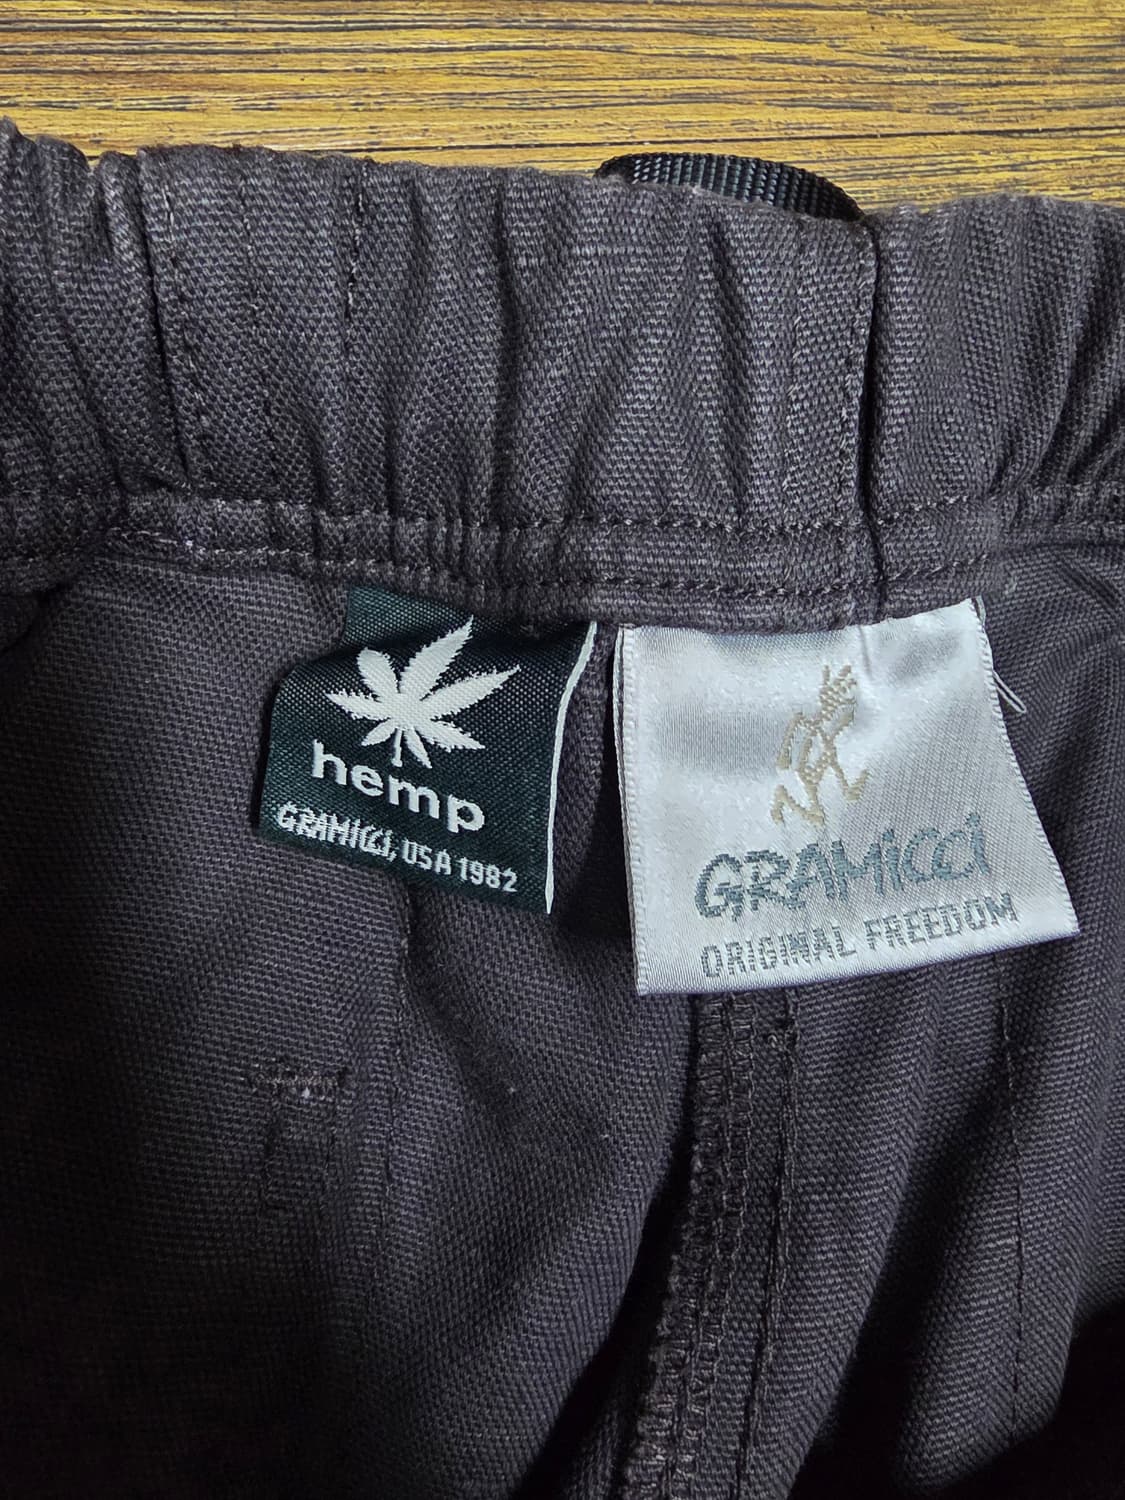 hemp
GRAMICCI, USA 1982
GRAMICCI
ORIGINAL FREEDOM